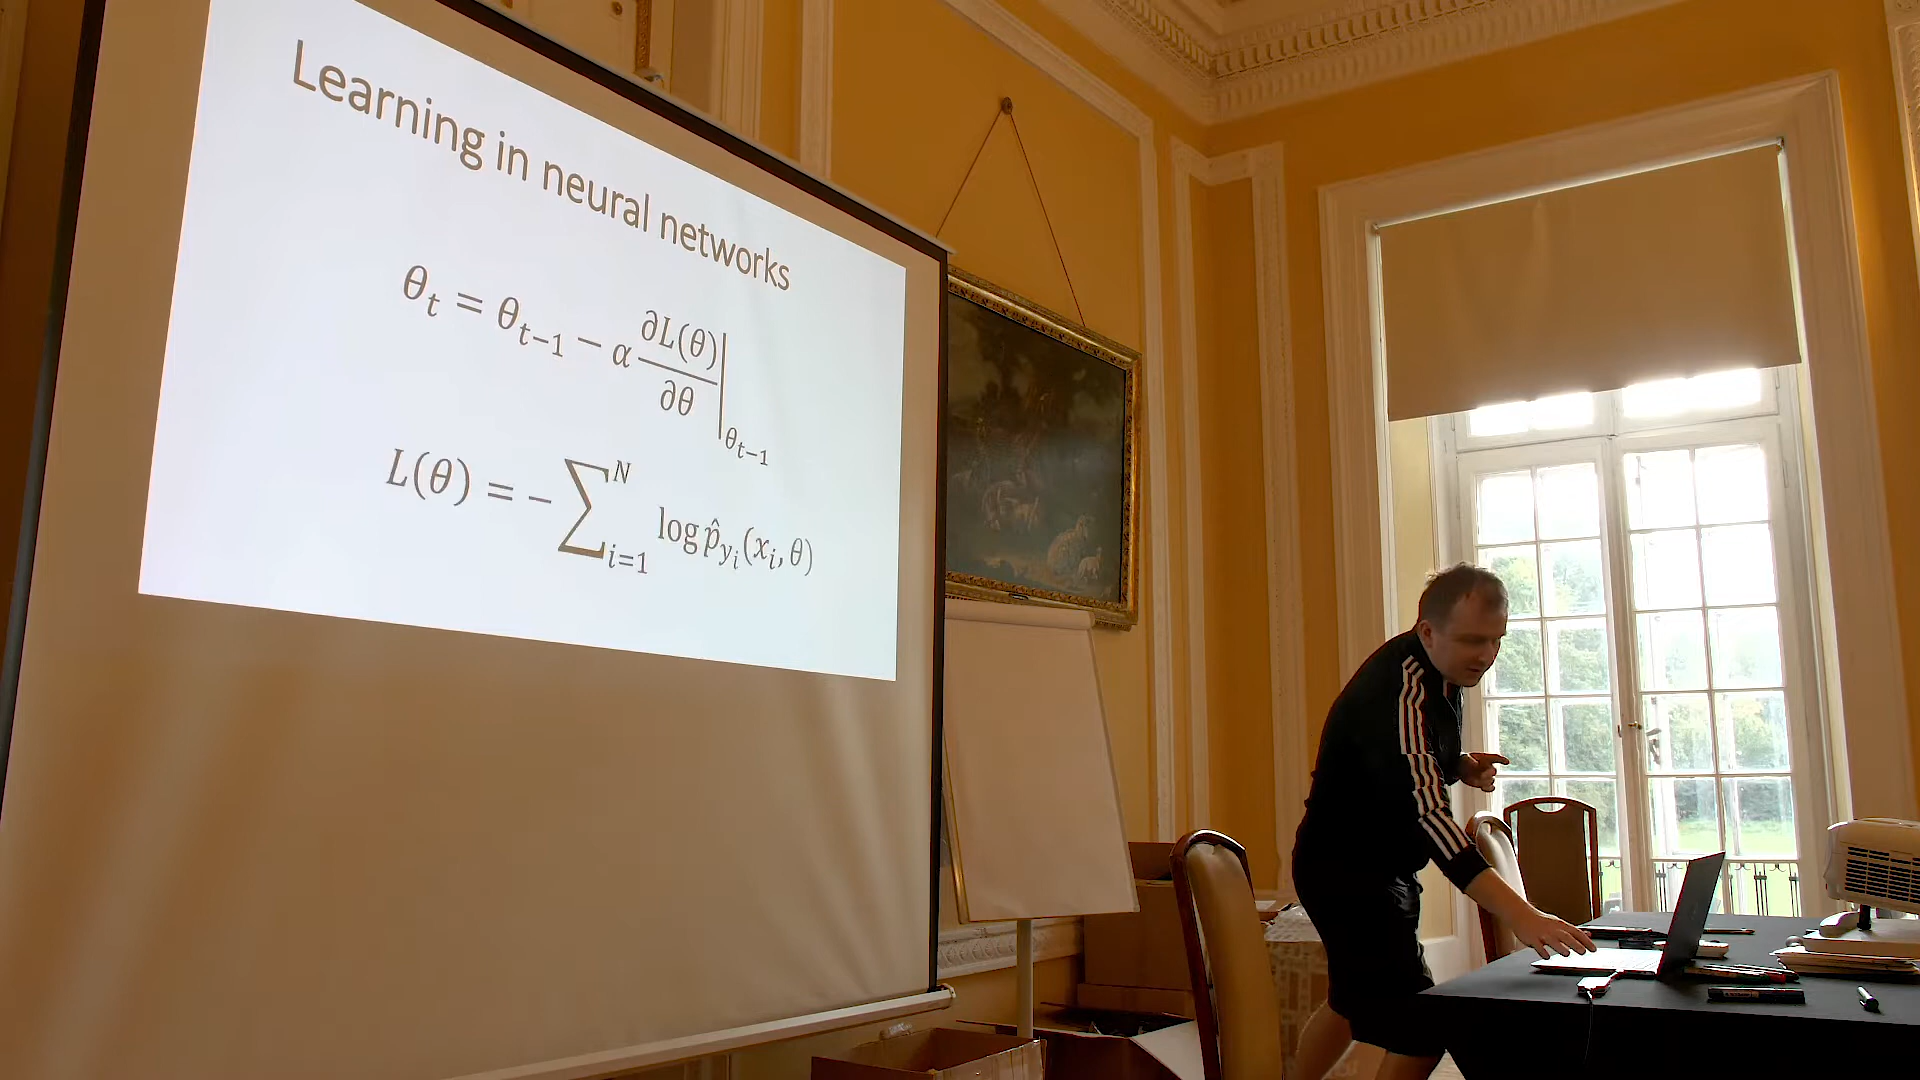 Learning in neural networks
θ_t = θ_{t−1} − α ∂L(θ)/∂θ |_{θ_{t−1}}
L(θ) = − ∑_{i=1}^{N} log p̂_{y_i}(x_i, θ)